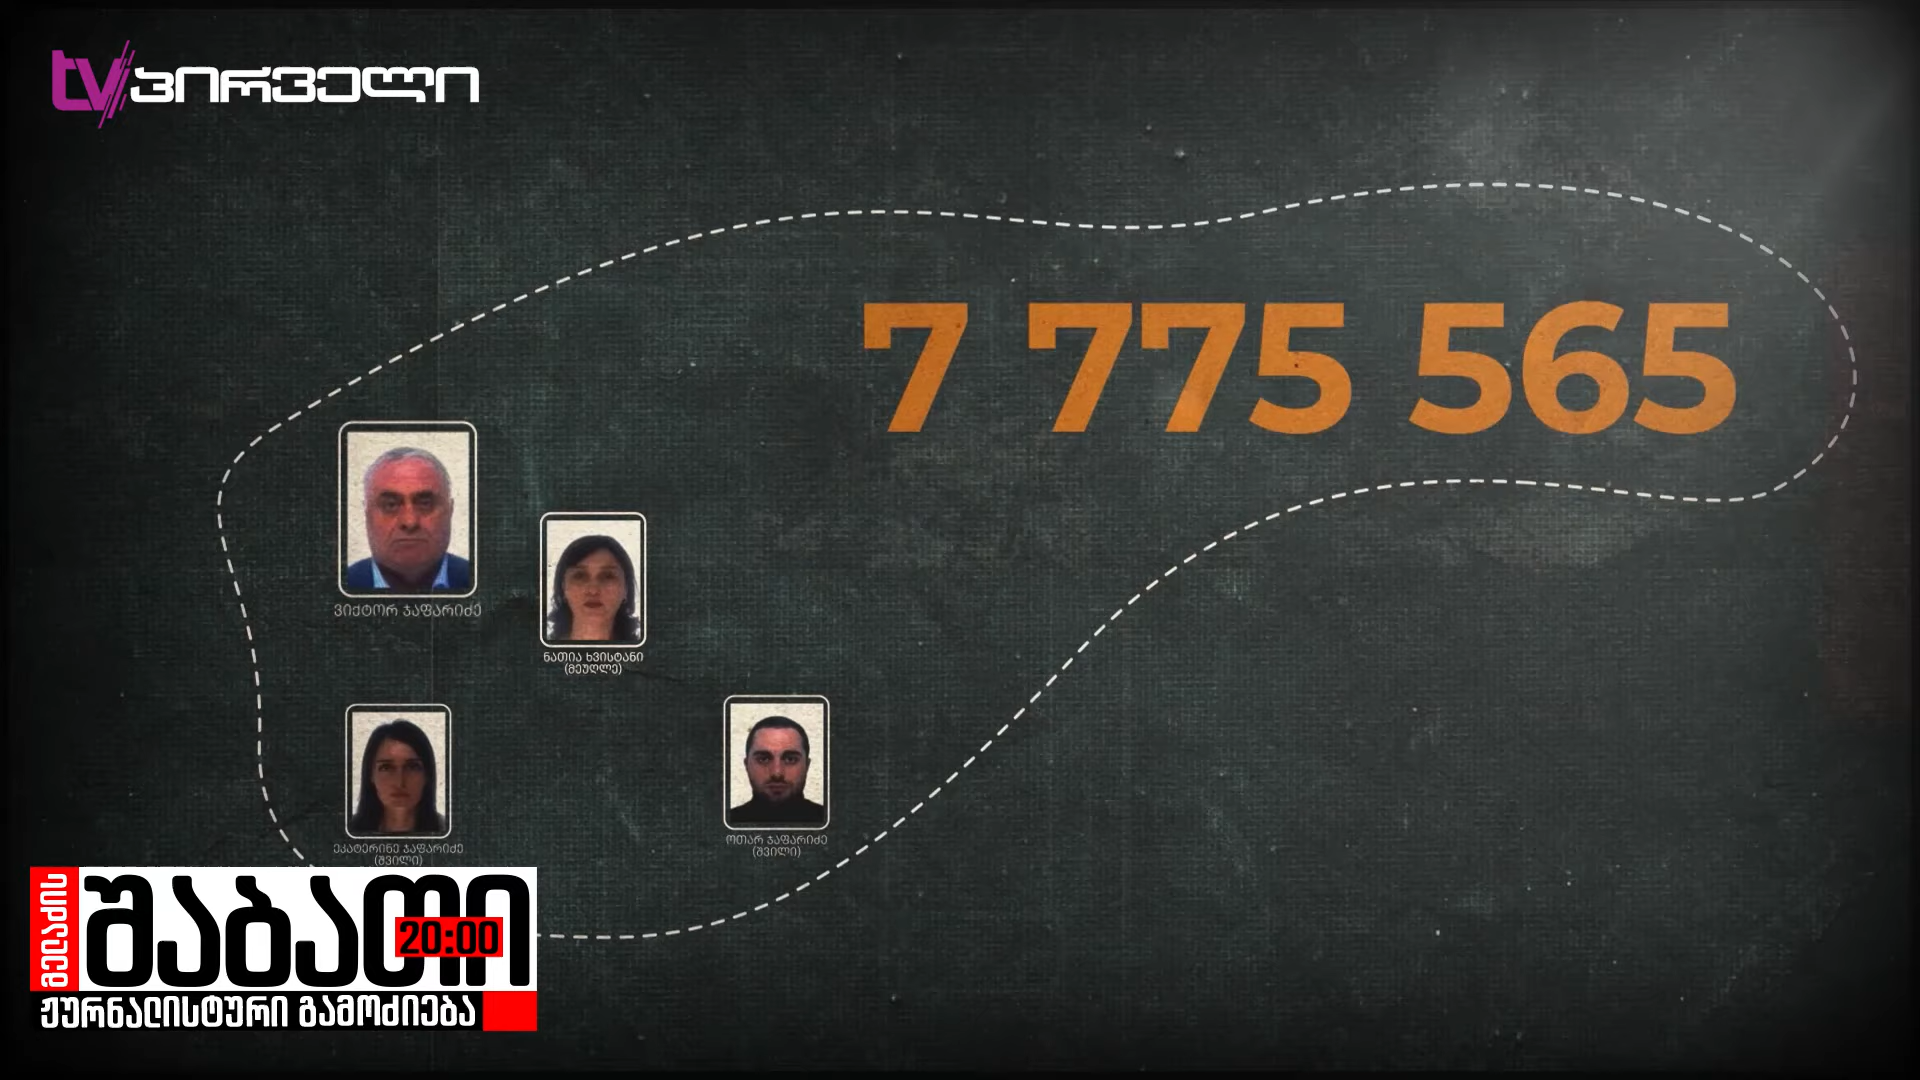 tv პირველი
7 775 565
ვიქტორ ჯაფარიძე
ნათია ხვისტანი
(მეუღლე)
ეკატერინე ჯაფარიძე
(შვილი)
ოთარ ჯაფარიძე
(შვილი)
მელაძის
შაბათი
20:00
ჟურნალისტური გამოძიება